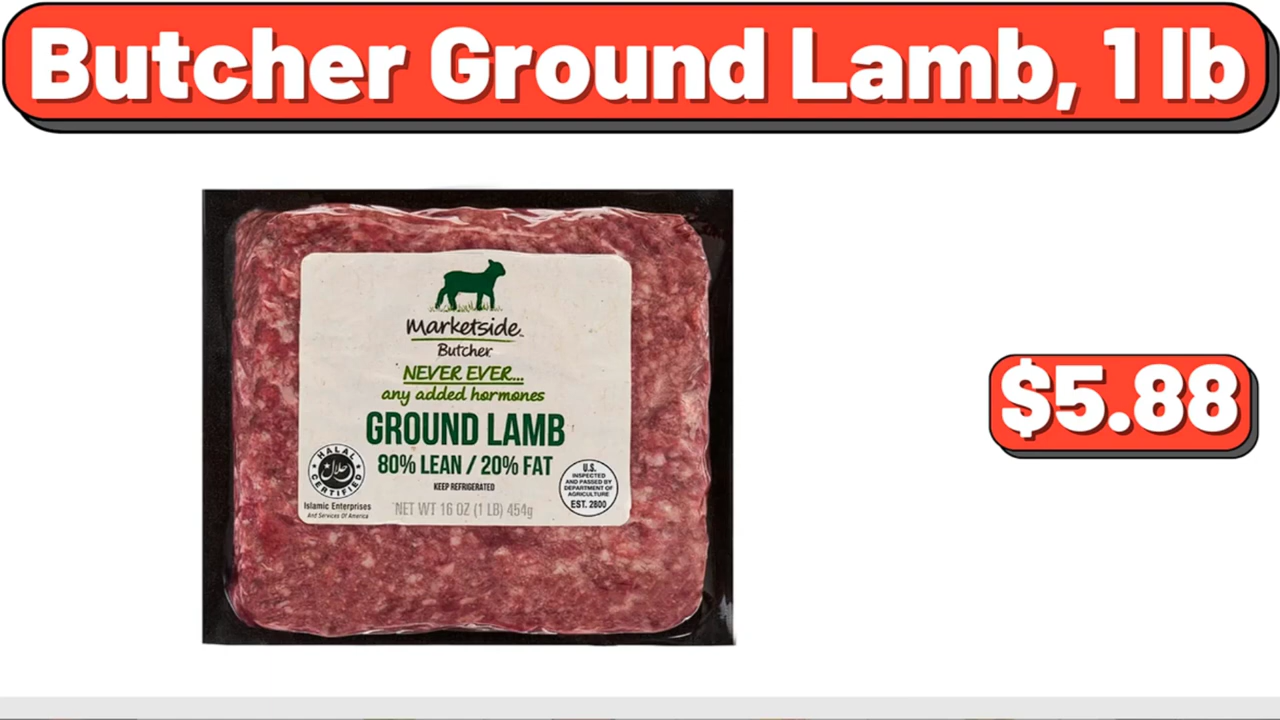 Butcher Ground Lamb, 1 lb
marketside
Butcher
NEVER EVER...
any added hormones
GROUND LAMB
80% LEAN / 20% FAT
KEEP REFRIGERATED
NET WT 16 OZ (1 LB) 454g
HALAL
حلال
CERTIFIED
Islamic Enterprises
And Services Of America
U.S.
INSPECTED
AND PASSED BY
DEPARTMENT OF
AGRICULTURE
EST. 2800
$5.88